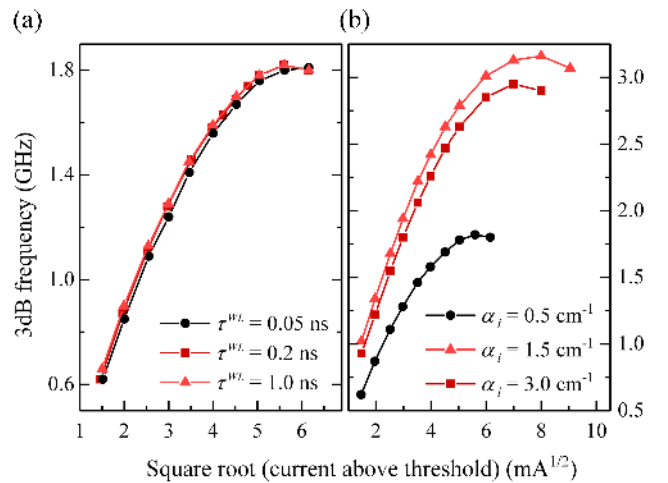 (a)
(b)
3dB frequency (GHz)
1.8
1.4
1.0
0.6
1 2 3 4 5 6 7
τ^WL = 0.05 ns
τ^WL = 0.2 ns
τ^WL = 1.0 ns
3.0
2.5
2.0
1.5
1.0
0.5
2 4 6 8 10
α_i = 0.5 cm⁻¹
α_i = 1.5 cm⁻¹
α_i = 3.0 cm⁻¹
Square root (current above threshold) (mA^1/2)